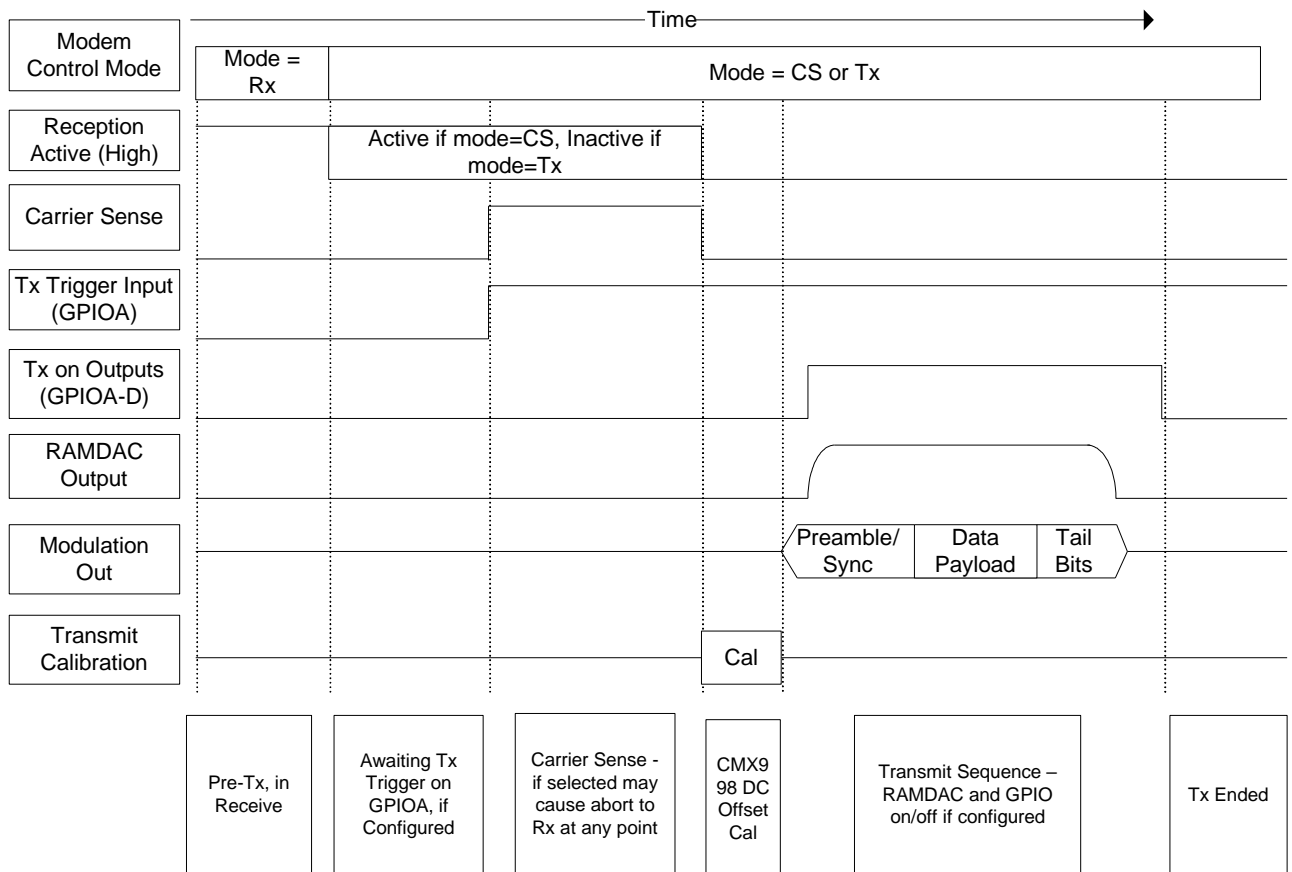 Time
Modem
Control Mode
Mode =
Rx
Mode = CS or Tx
Reception
Active (High)
Active if mode=CS, Inactive if
mode=Tx
Carrier Sense
Tx Trigger Input
(GPIOA)
Tx on Outputs
(GPIOA-D)
RAMDAC
Output
Modulation
Out
Preamble/
Sync
Data
Payload
Tail
Bits
Transmit
Calibration
Cal
Pre-Tx, in
Receive
Awaiting Tx
Trigger on
GPIOA, if
Configured
Carrier Sense -
if selected may
cause abort to
Rx at any point
CMX9
98 DC
Offset
Cal
Transmit Sequence –
RAMDAC and GPIO
on/off if configured
Tx Ended